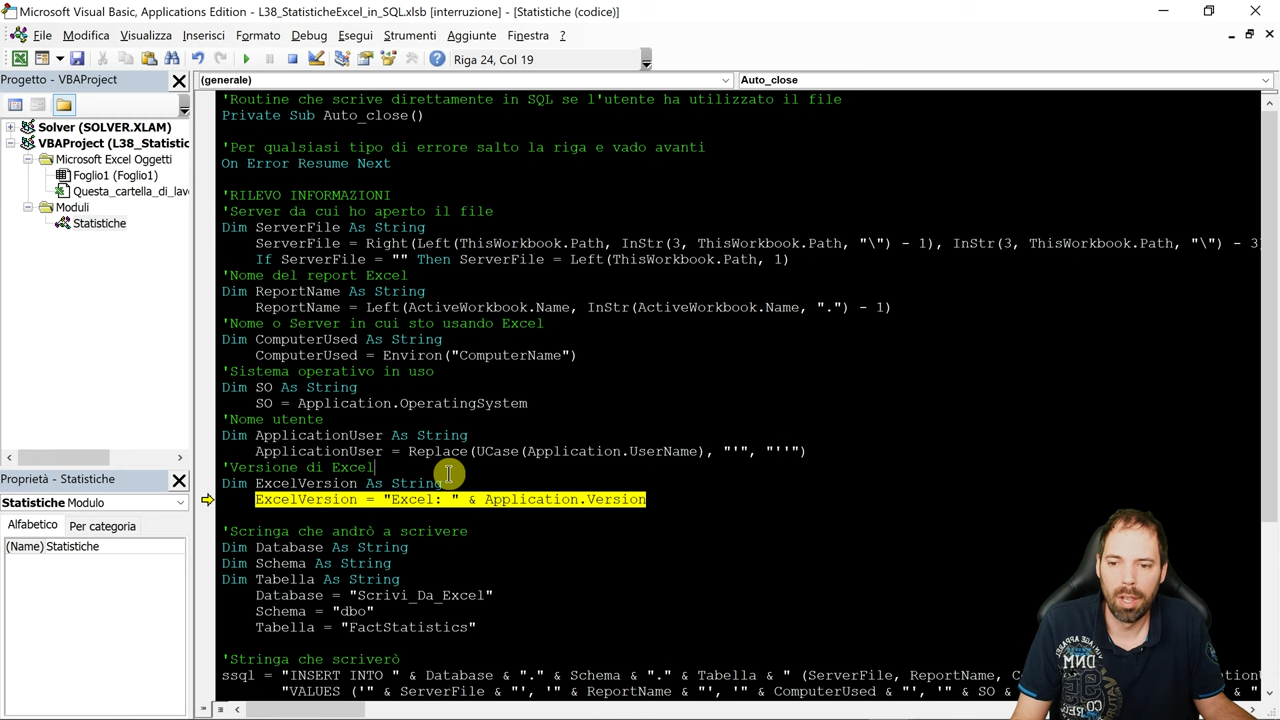 Microsoft Visual Basic, Applications Edition - L38_StatisticheExcel_in_SQL.xlsb [interruzione] - [Statistiche (codice)]
File Modifica Visualizza Inserisci Formato Debug Esegui Strumenti Aggiunte Finestra ?
Riga 24, Col 19
Progetto - VBAProject
Solver (SOLVER.XLAM)
VBAProject (L38_Statistic
Microsoft Excel Oggetti
Foglio1 (Foglio1)
Questa_cartella_di_lav
Moduli
Statistiche
Proprietà - Statistiche
Statistiche Modulo
Alfabetico Per categoria
(Name) Statistiche
(generale) Auto_close
'Routine che scrive direttamente in SQL se l'utente ha utilizzato il file
Private Sub Auto_close()
'Per qualsiasi tipo di errore salto la riga e vado avanti
On Error Resume Next
'RILEVO INFORMAZIONI
'Server da cui ho aperto il file
Dim ServerFile As String
ServerFile = Right(Left(ThisWorkbook.Path, InStr(3, ThisWorkbook.Path, "\") - 1), InStr(3, ThisWorkbook.Path, "\") - 3
If ServerFile = "" Then ServerFile = Left(ThisWorkbook.Path, 1)
'Nome del report Excel
Dim ReportName As String
ReportName = Left(ActiveWorkbook.Name, InStr(ActiveWorkbook.Name, ".") - 1)
'Nome o Server in cui sto usando Excel
Dim ComputerUsed As String
ComputerUsed = Environ("ComputerName")
'Sistema operativo in uso
Dim SO As String
SO = Application.OperatingSystem
'Nome utente
Dim ApplicationUser As String
ApplicationUser = Replace(UCase(Application.UserName), "'", "''")
'Versione di Excel
Dim ExcelVersion As String
ExcelVersion = "Excel: " & Application.Version
'Scringa che andrò a scrivere
Dim Database As String
Dim Schema As String
Dim Tabella As String
Database = "Scrivi_Da_Excel"
Schema = "dbo"
Tabella = "FactStatistics"
'Stringa che scriverò
ssql = "INSERT INTO " & Database & "." & Schema & "." & Tabella & " (ServerFile, ReportName,
"VALUES ('" & ServerFile & "', '" & ReportName & "', '" & ComputerUsed & "', '" & SO &